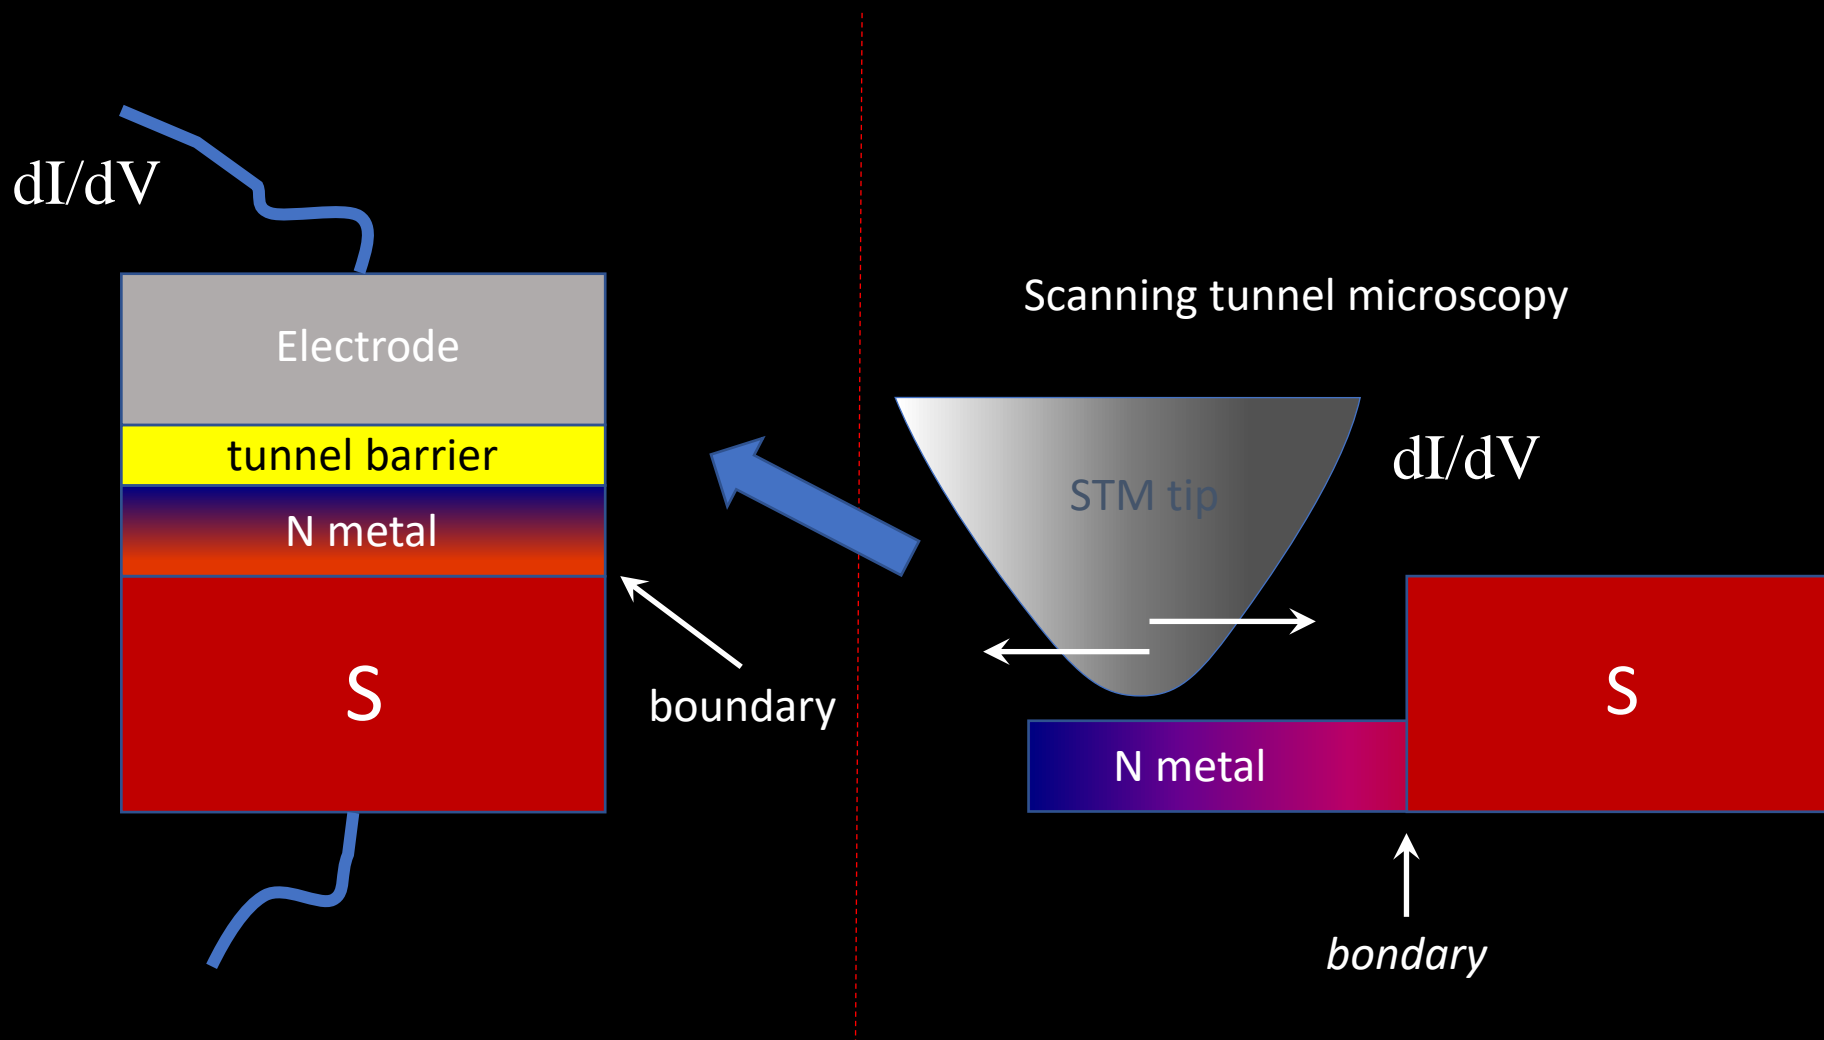 dI/dV
Electrode
tunnel barrier
N metal
S
boundary
Scanning tunnel microscopy
STM tip
dI/dV
N metal
S
bondary